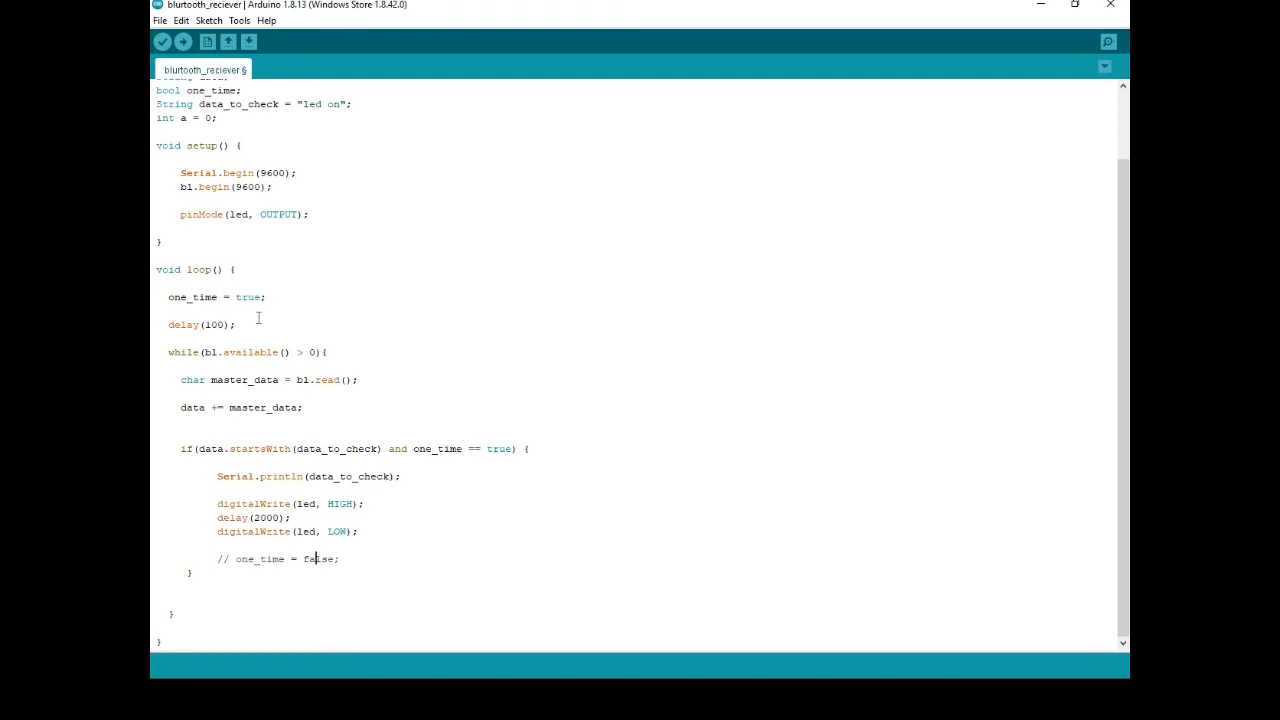 blurtooth_reciever | Arduino 1.8.13 (Windows Store 1.8.42.0)
File Edit Sketch Tools Help
blurtooth_reciever §
bool one_time;
String data_to_check = "led on";
int a = 0;
void setup() {
Serial.begin(9600);
bl.begin(9600);
pinMode(led, OUTPUT);
}
void loop() {
one_time = true;
delay(100);
while(bl.available() > 0){
char master_data = bl.read();
data += master_data;
if(data.startsWith(data_to_check) and one_time == true) {
Serial.println(data_to_check);
digitalWrite(led, HIGH);
delay(2000);
digitalWrite(led, LOW);
// one_time = false;
}
}
}